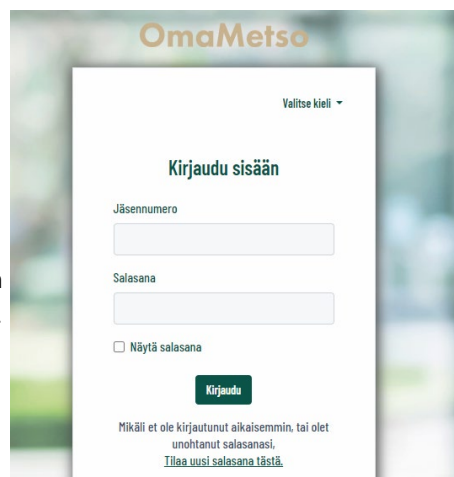 OmaMetso
Valitse kieli
Kirjaudu sisään
Jäsennumero
Salasana
Näytä salasana
Kirjaudu
Mikäli et ole kirjautunut aikaisemmin, tai olet
unohtanut salasanasi,
Tilaa uusi salasana tästä.